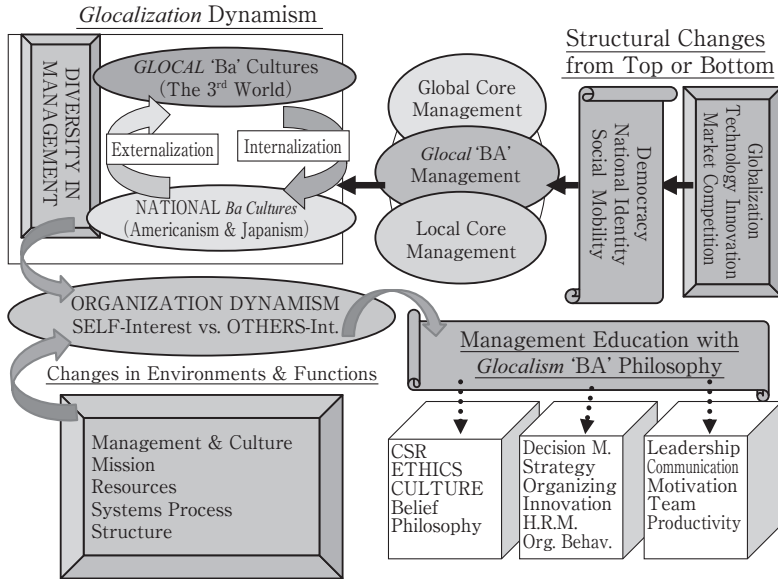 Glocalization Dynamism
DIVERSITY IN
MANAGEMENT
GLOCAL 'Ba' Cultures
(The 3rd World)
Externalization
Internalization
NATIONAL Ba Cultures
(Americanism & Japanism)
Global Core
Management
Glocal 'BA'
Management
Local Core
Management
Structural Changes
from Top or Bottom
Democracy
National Identity
Social Mobility
Globalization
Technology Innovation
Market Competition
ORGANIZATION DYNAMISM
SELF-Interest vs. OTHERS-Int.
Changes in Environments & Functions
Management & Culture
Mission
Resources
Systems Process
Structure
Management Education with
Glocalism 'BA' Philosophy
CSR
ETHICS
CULTURE
Belief
Philosophy
Decision M.
Strategy
Organizing
Innovation
H.R.M.
Org. Behav.
Leadership
Communication
Motivation
Team
Productivity